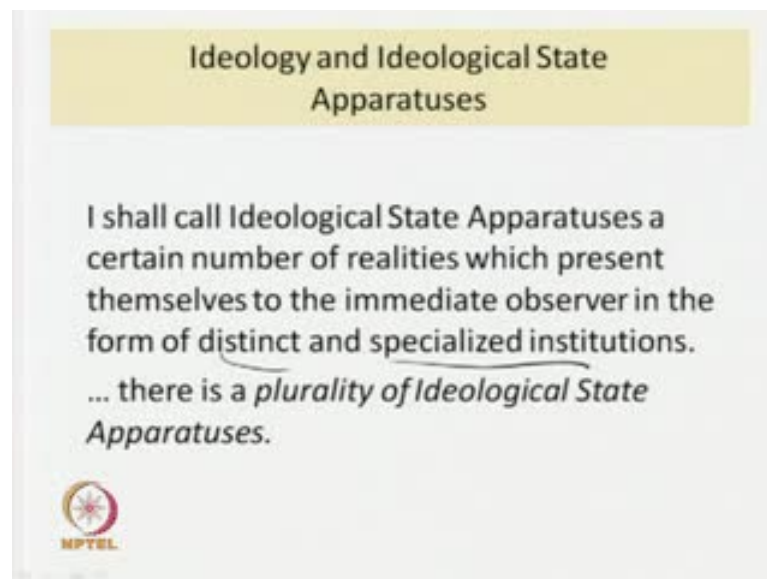 Ideology and Ideological State
Apparatuses
I shall call Ideological State Apparatuses a
certain number of realities which present
themselves to the immediate observer in the
form of distinct and specialized institutions.
... there is a plurality of Ideological State
Apparatuses.
NPTEL